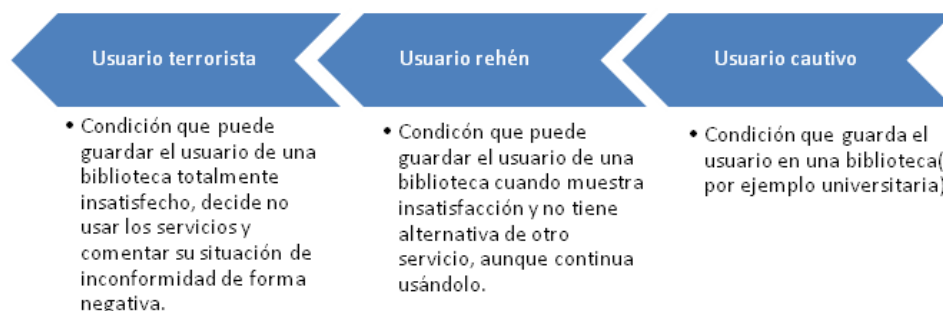 Usuario terrorista
• Condición que puede
guardar el usuario de una
biblioteca totalmente
insatisfecho, decide no
usar los servicios y
comentar su situación de
inconformidad de forma
negativa.
Usuario rehén
• Condicón que puede
guardar el usuario de una
biblioteca cuando muestra
insatisfacción y no tiene
alternativa de otro
servicio, aunque continua
usándolo.
Usuario cautivo
• Condición que guarda el
usuario en una biblioteca(
por ejemplo universitaria)